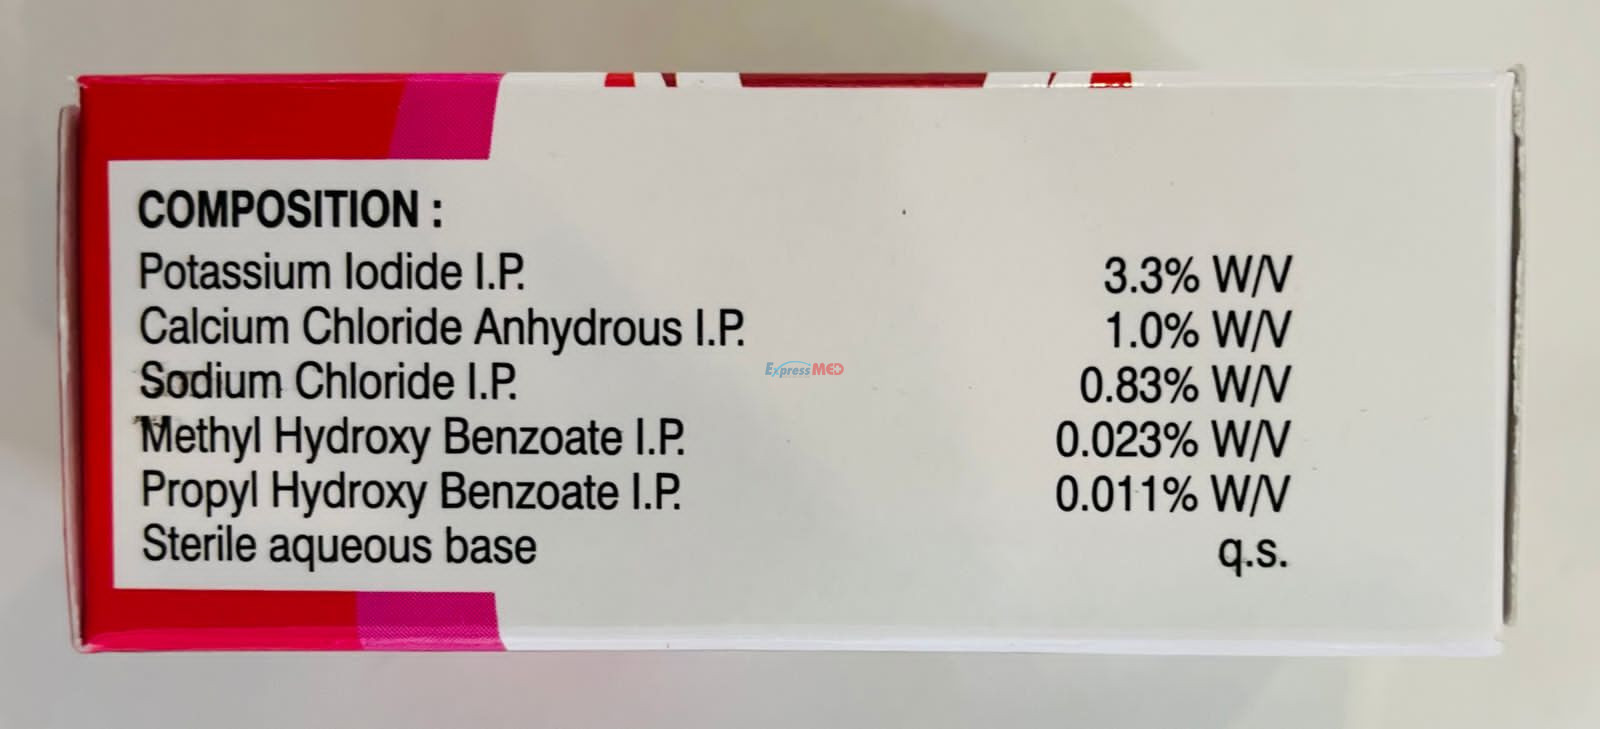 COMPOSITION :
Potassium Iodide I.P. 3.3% W/V
Calcium Chloride Anhydrous I.P. 1.0% W/V
Sodium Chloride I.P. 0.83% W/V
Methyl Hydroxy Benzoate I.P. 0.023% W/V
Propyl Hydroxy Benzoate I.P. 0.011% W/V
Sterile aqueous base q.s.
ExpressMED